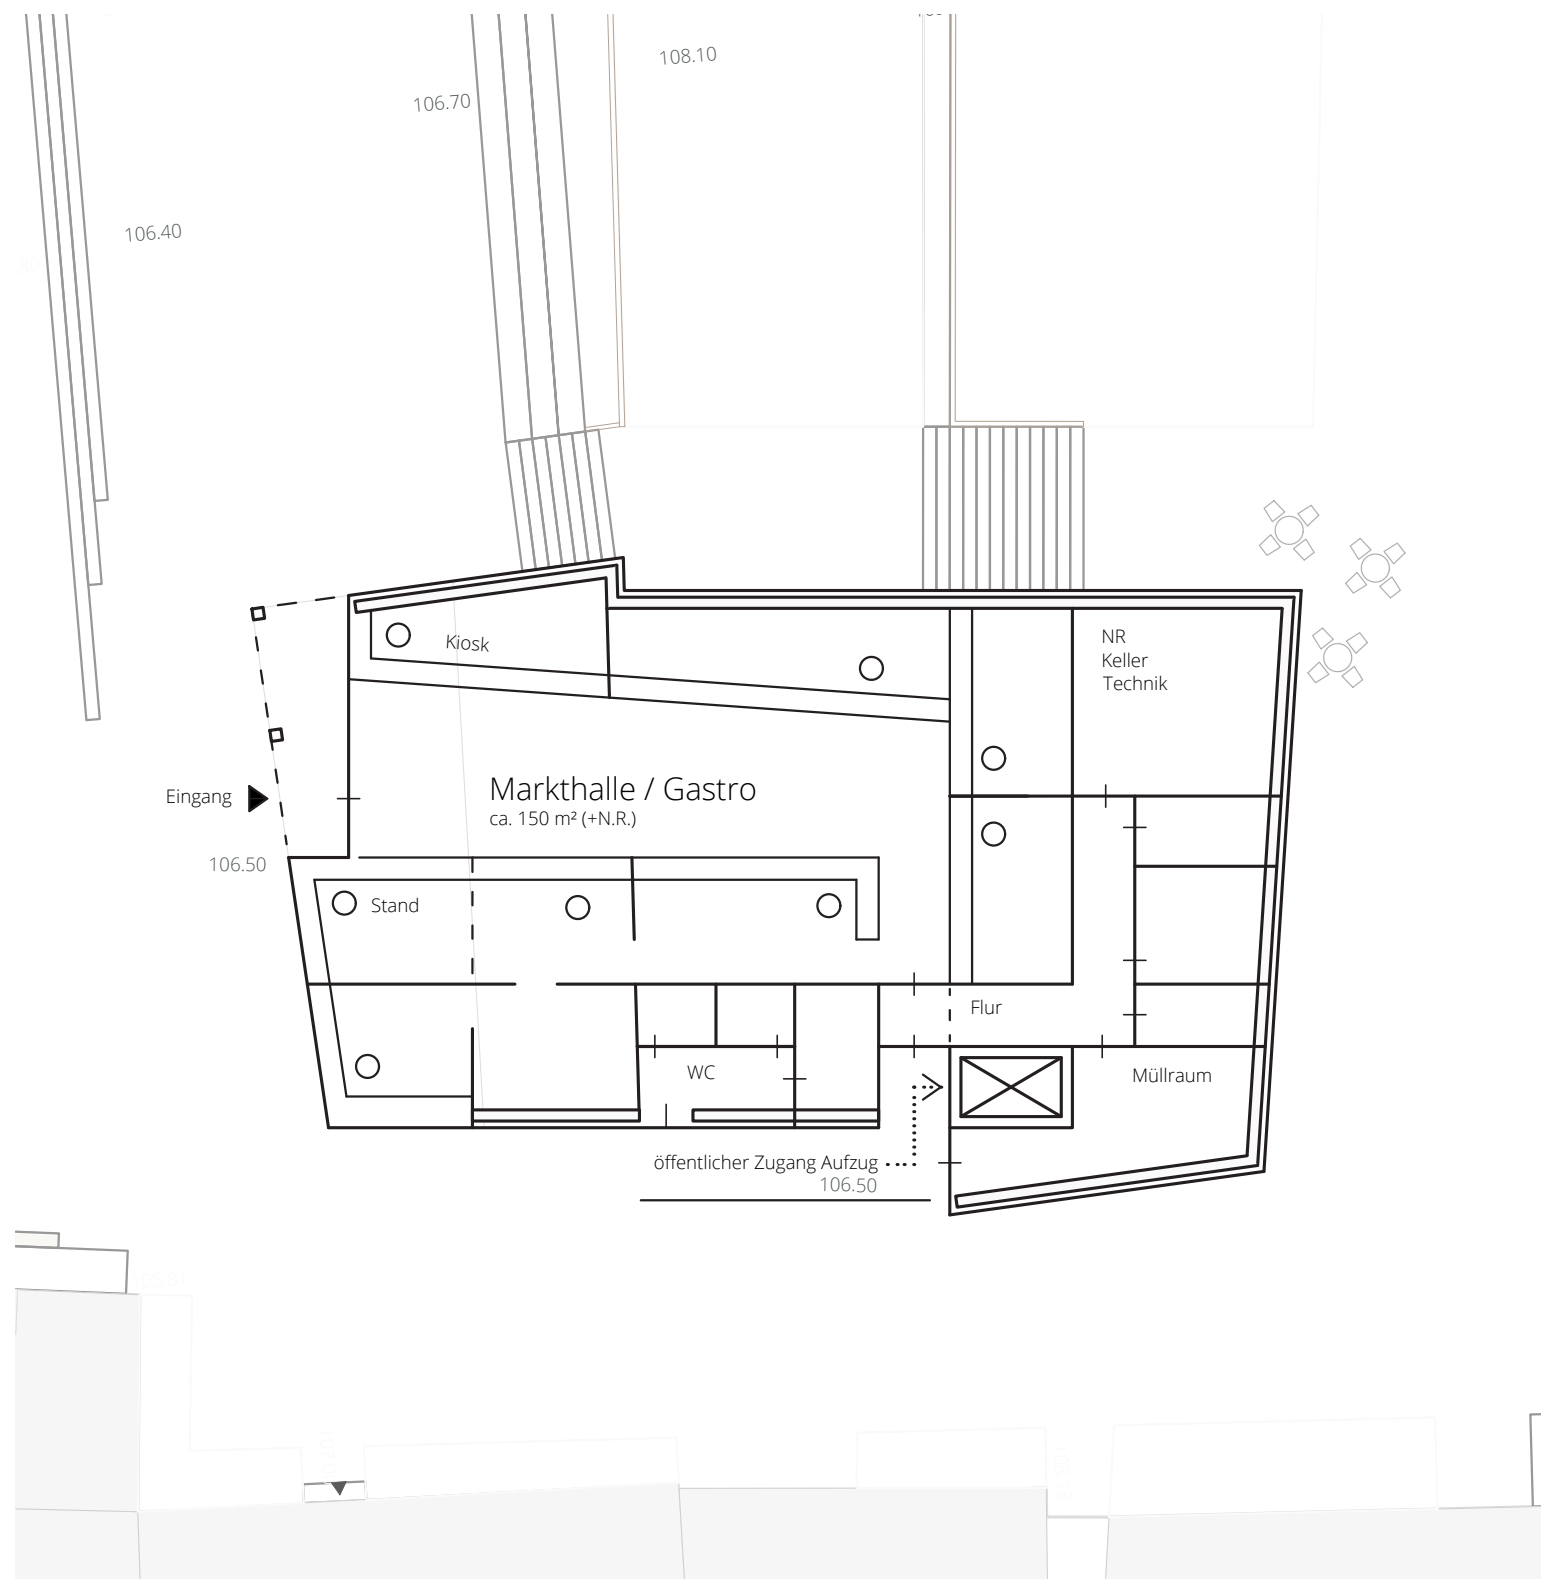 108.10
106.70
106.40
Kiosk
NR
Keller
Technik
Markthalle / Gastro
ca. 150 m² (+N.R.)
Eingang
106.50
Stand
Flur
WC
Müllraum
öffentlicher Zugang Aufzug
106.50